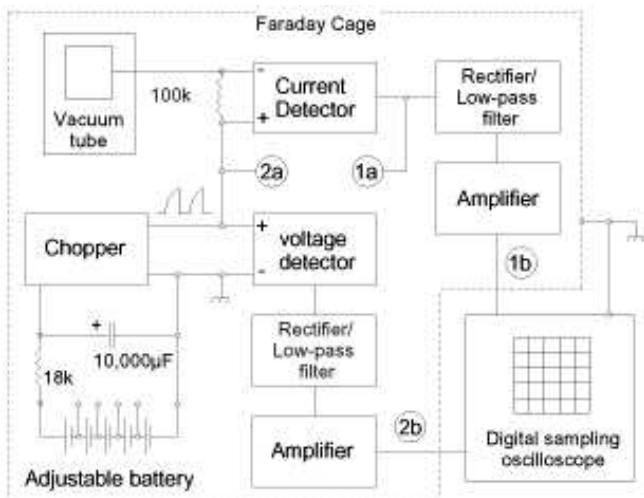 Faraday Cage
Vacuum
tube
100k
-
+
Current
Detector
Rectifier/
Low-pass
filter
2a
1a
Amplifier
1b
Chopper
+
-
voltage
detector
+
10,000µF
18k
Rectifier/
Low-pass
filter
Amplifier
2b
Digital sampling
oscilloscope
Adjustable battery